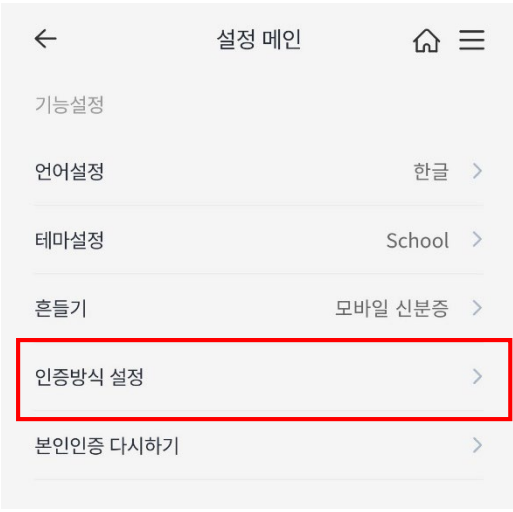 설정 메인
기능설정
언어설정 한글
테마설정 School
흔들기 모바일 신분증
인증방식 설정
본인인증 다시하기